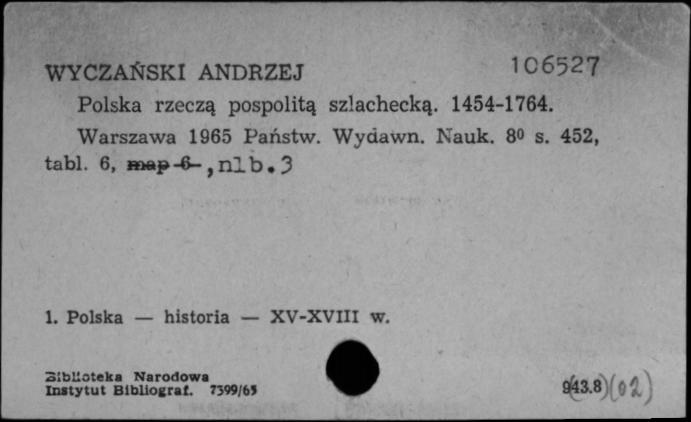 WYCZAŃSKI ANDRZEJ 106527
Polska rzeczą pospolitą szlachecką. 1454-1764.
Warszawa 1965 Państw. Wydawn. Nauk. 8⁰ s. 452,
tabl. 6, map 6 , nlb. 3
1. Polska — historia — XV-XVIII w.
Biblioteka Narodowa
Instytut Bibliograf. 7399/65 943.8)(02)